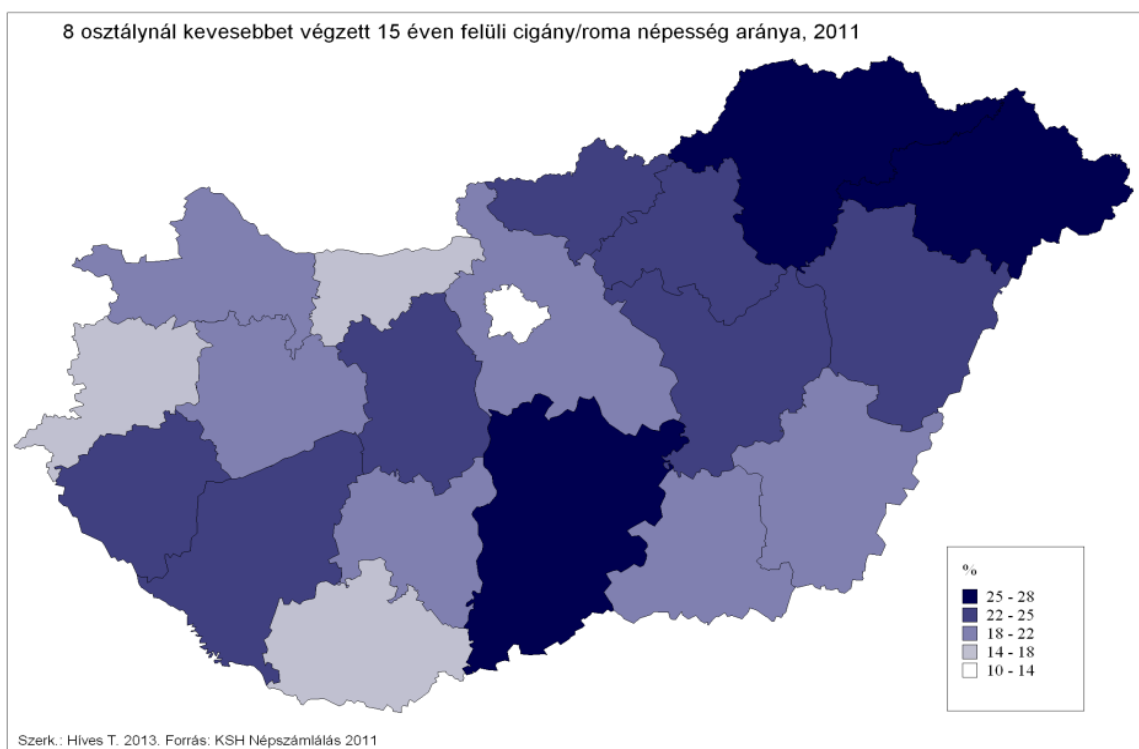 8 osztálynál kevesebbet végzett 15 éven felüli cigány/roma népesség aránya, 2011
%
25 - 28
22 - 25
18 - 22
14 - 18
10 - 14
Szerk.: Híves T. 2013. Forrás: KSH Népszámlálás 2011